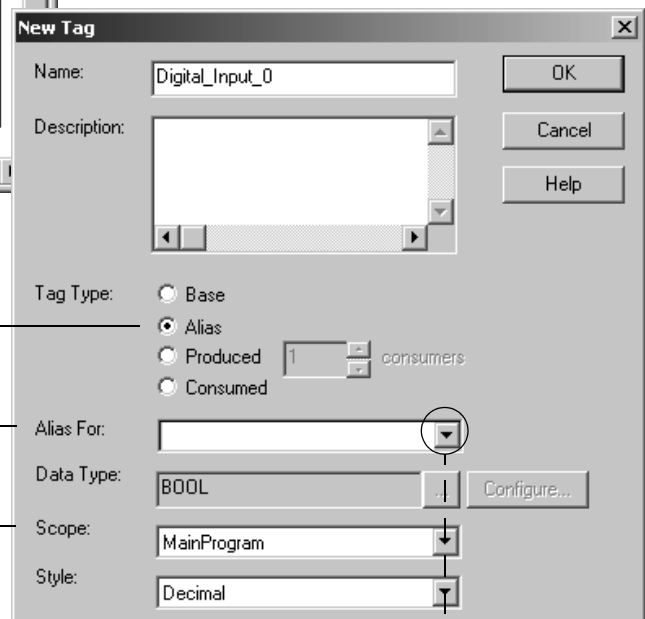 New Tag
Name: Digital_Input_0 OK
Description: Cancel
Help
Tag Type: Base
Alias
Produced 1 consumers
Consumed
Alias For:
Data Type: BOOL ... Configure...
Scope: MainProgram
Style: Decimal